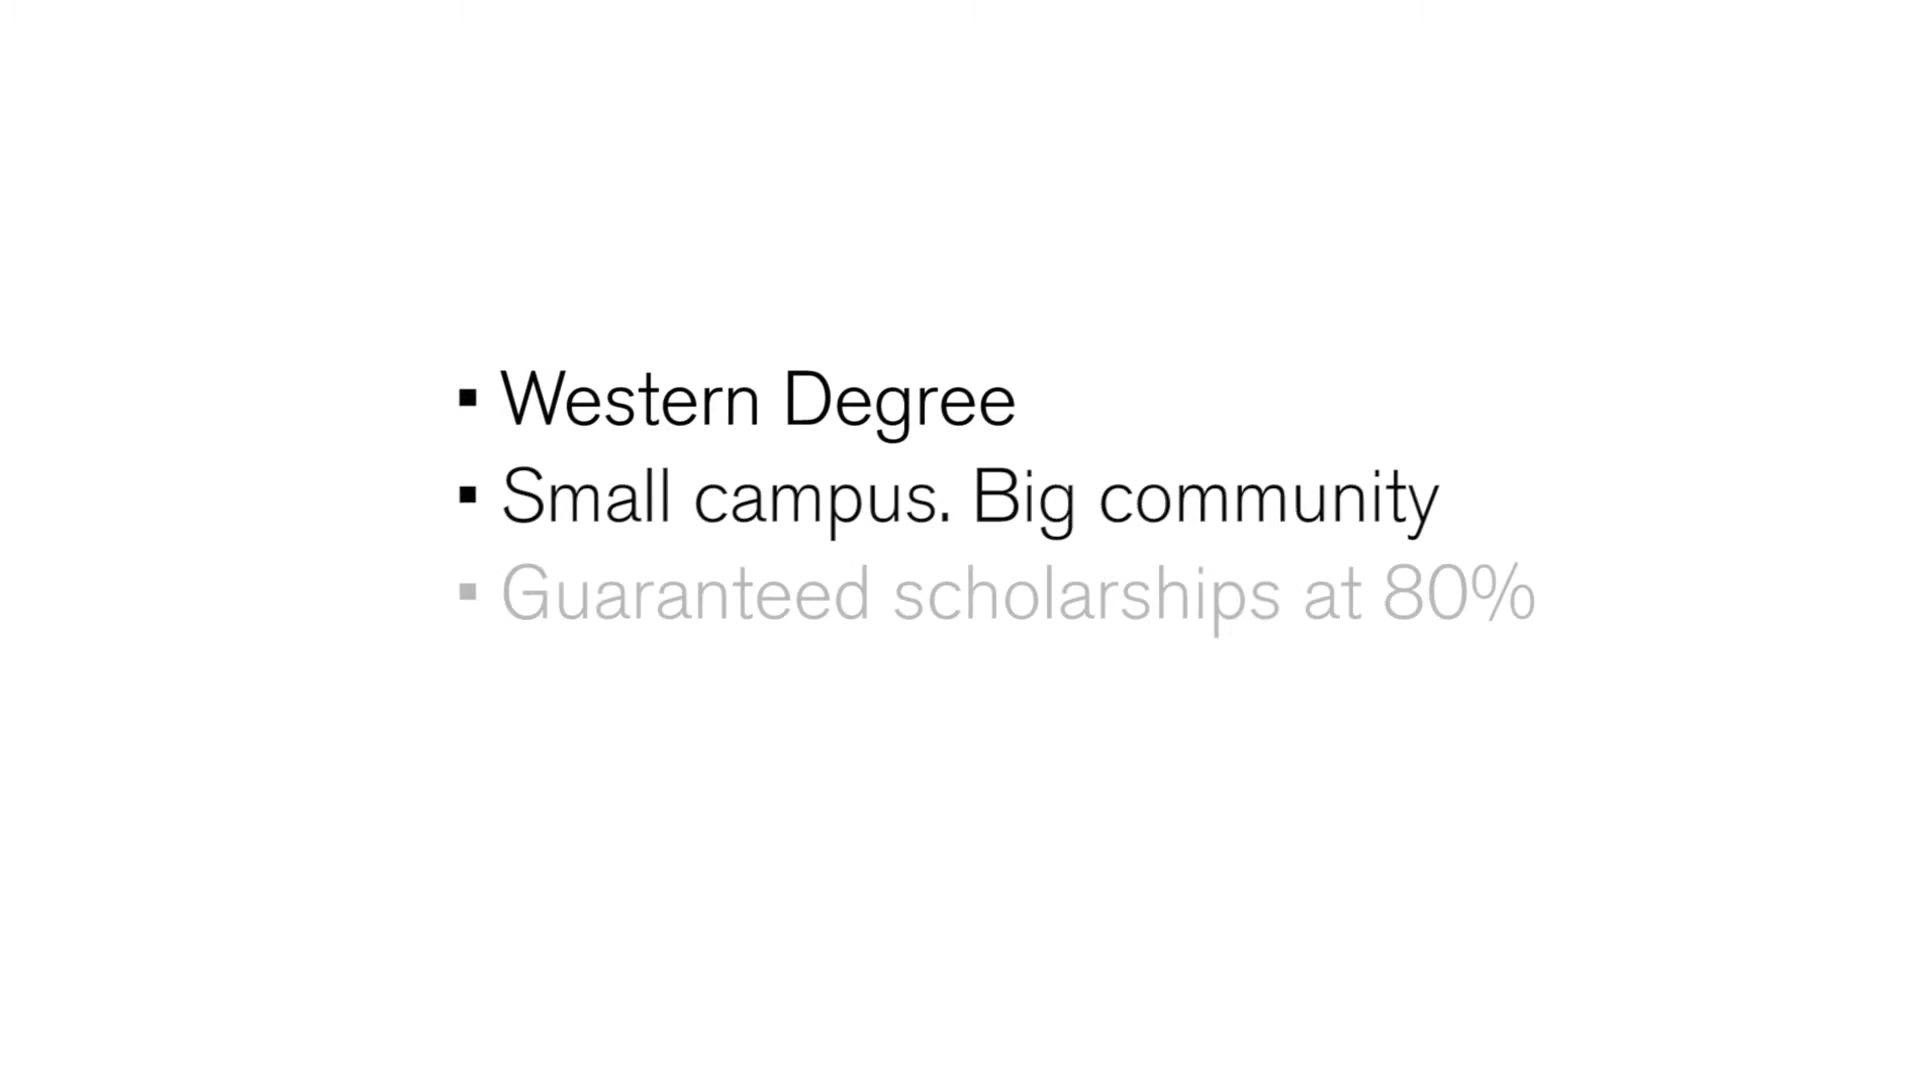 ▪ Western Degree
▪ Small campus. Big community
▪ Guaranteed scholarships at 80%